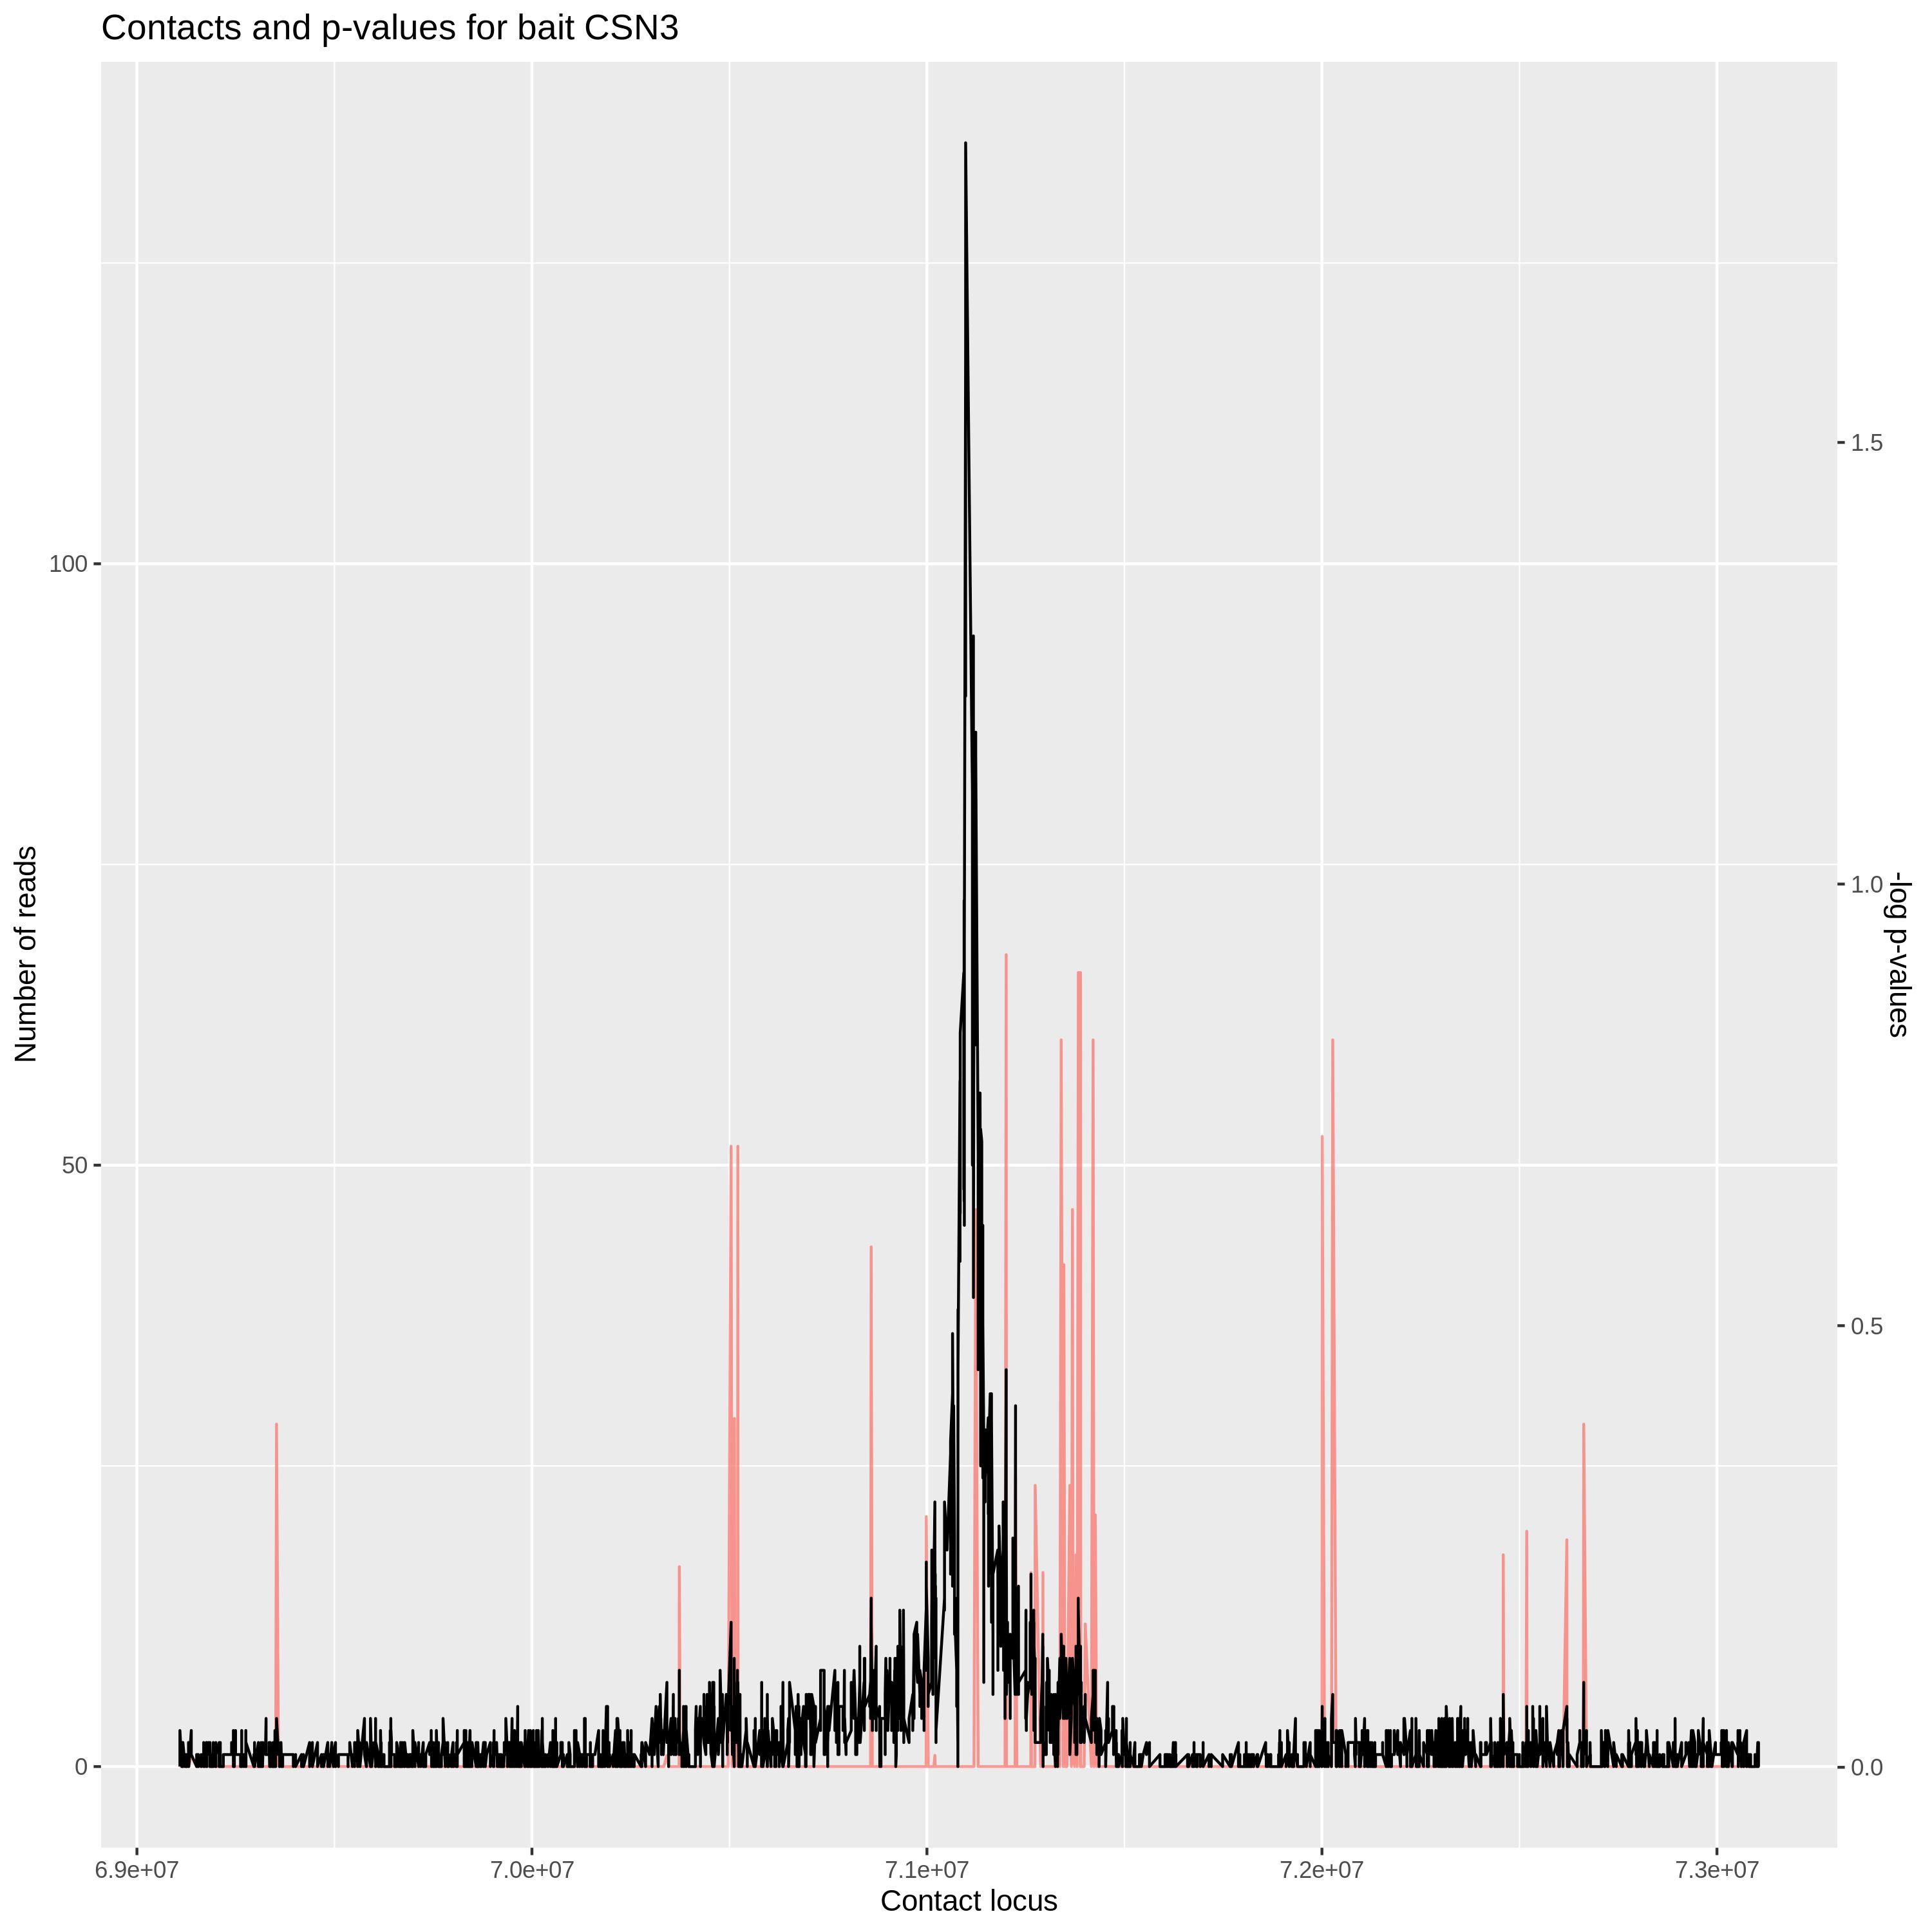 Contacts and p-values for bait CSN3
Number of reads
100
50
0
1.5
1.0
0.5
0.0
-log p-values
6.9e+07 7.0e+07 7.1e+07 7.2e+07 7.3e+07
Contact locus